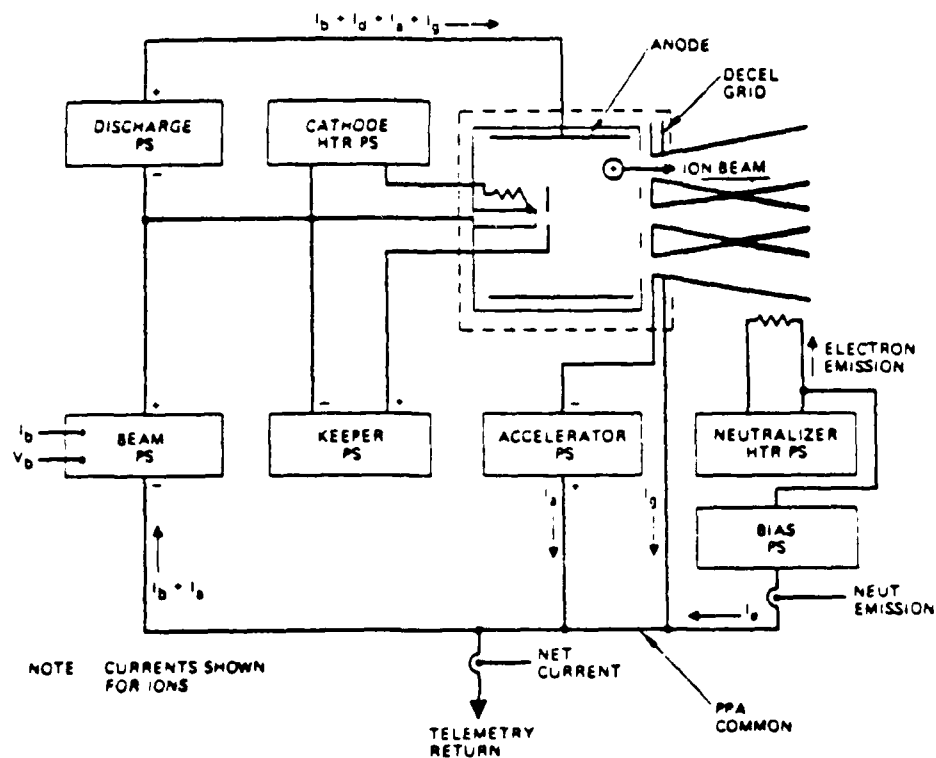 I_b + I_d + I_a + I_g
ANODE
DECEL
GRID
DISCHARGE
PS
+
-
CATHODE
HTR PS
ION BEAM
ELECTRON
EMISSION
I_b
V_b
+
BEAM
PS
-
-
+
KEEPER
PS
-
ACCELERATOR
PS
+
NEUTRALIZER
HTR PS
I_a
I_g
BIAS
PS
I_b + I_a
I_e
NEUT
EMISSION
NOTE CURRENTS SHOWN
FOR IONS
NET
CURRENT
PPA
COMMON
TELEMETRY
RETURN